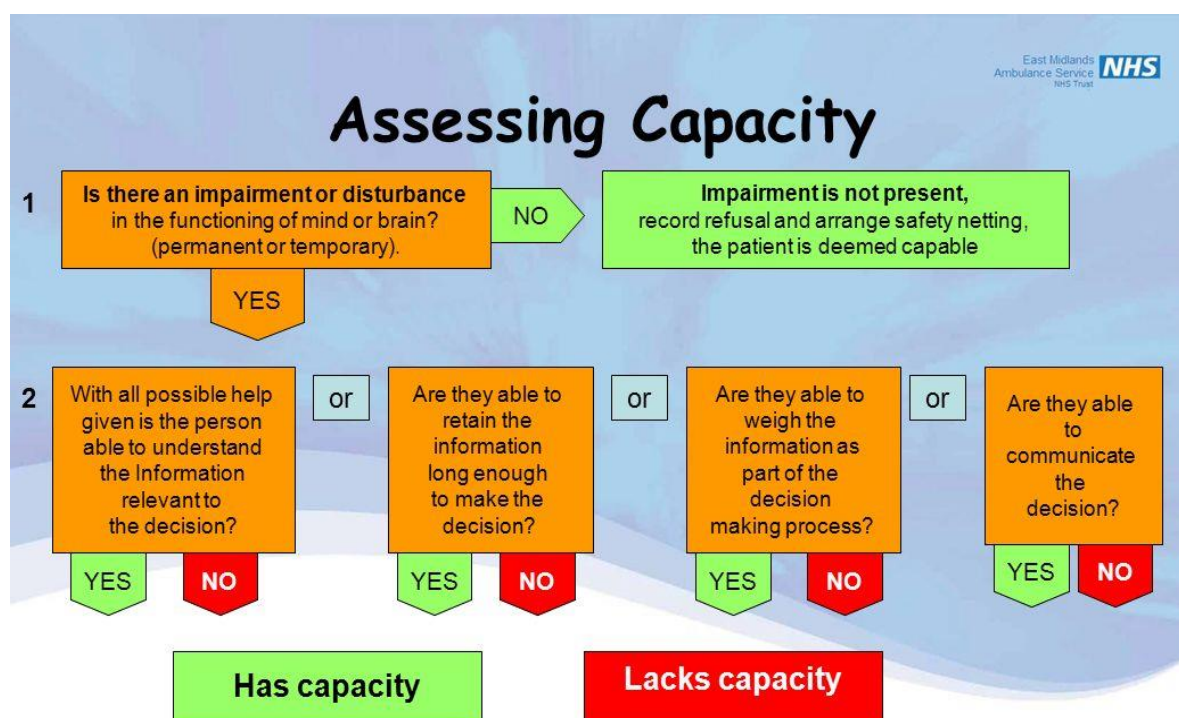 East Midlands
Ambulance Service
NHS Trust
NHS
Assessing Capacity
1
Is there an impairment or disturbance
in the functioning of mind or brain?
(permanent or temporary).
NO
Impairment is not present,
record refusal and arrange safety netting,
the patient is deemed capable
YES
2
With all possible help
given is the person
able to understand
the Information
relevant to
the decision?
or
Are they able to
retain the
information
long enough
to make the
decision?
or
Are they able to
weigh the
information as
part of the
decision
making process?
or
Are they able
to
communicate
the
decision?
YES
NO
YES
NO
YES
NO
YES
NO
Has capacity
Lacks capacity